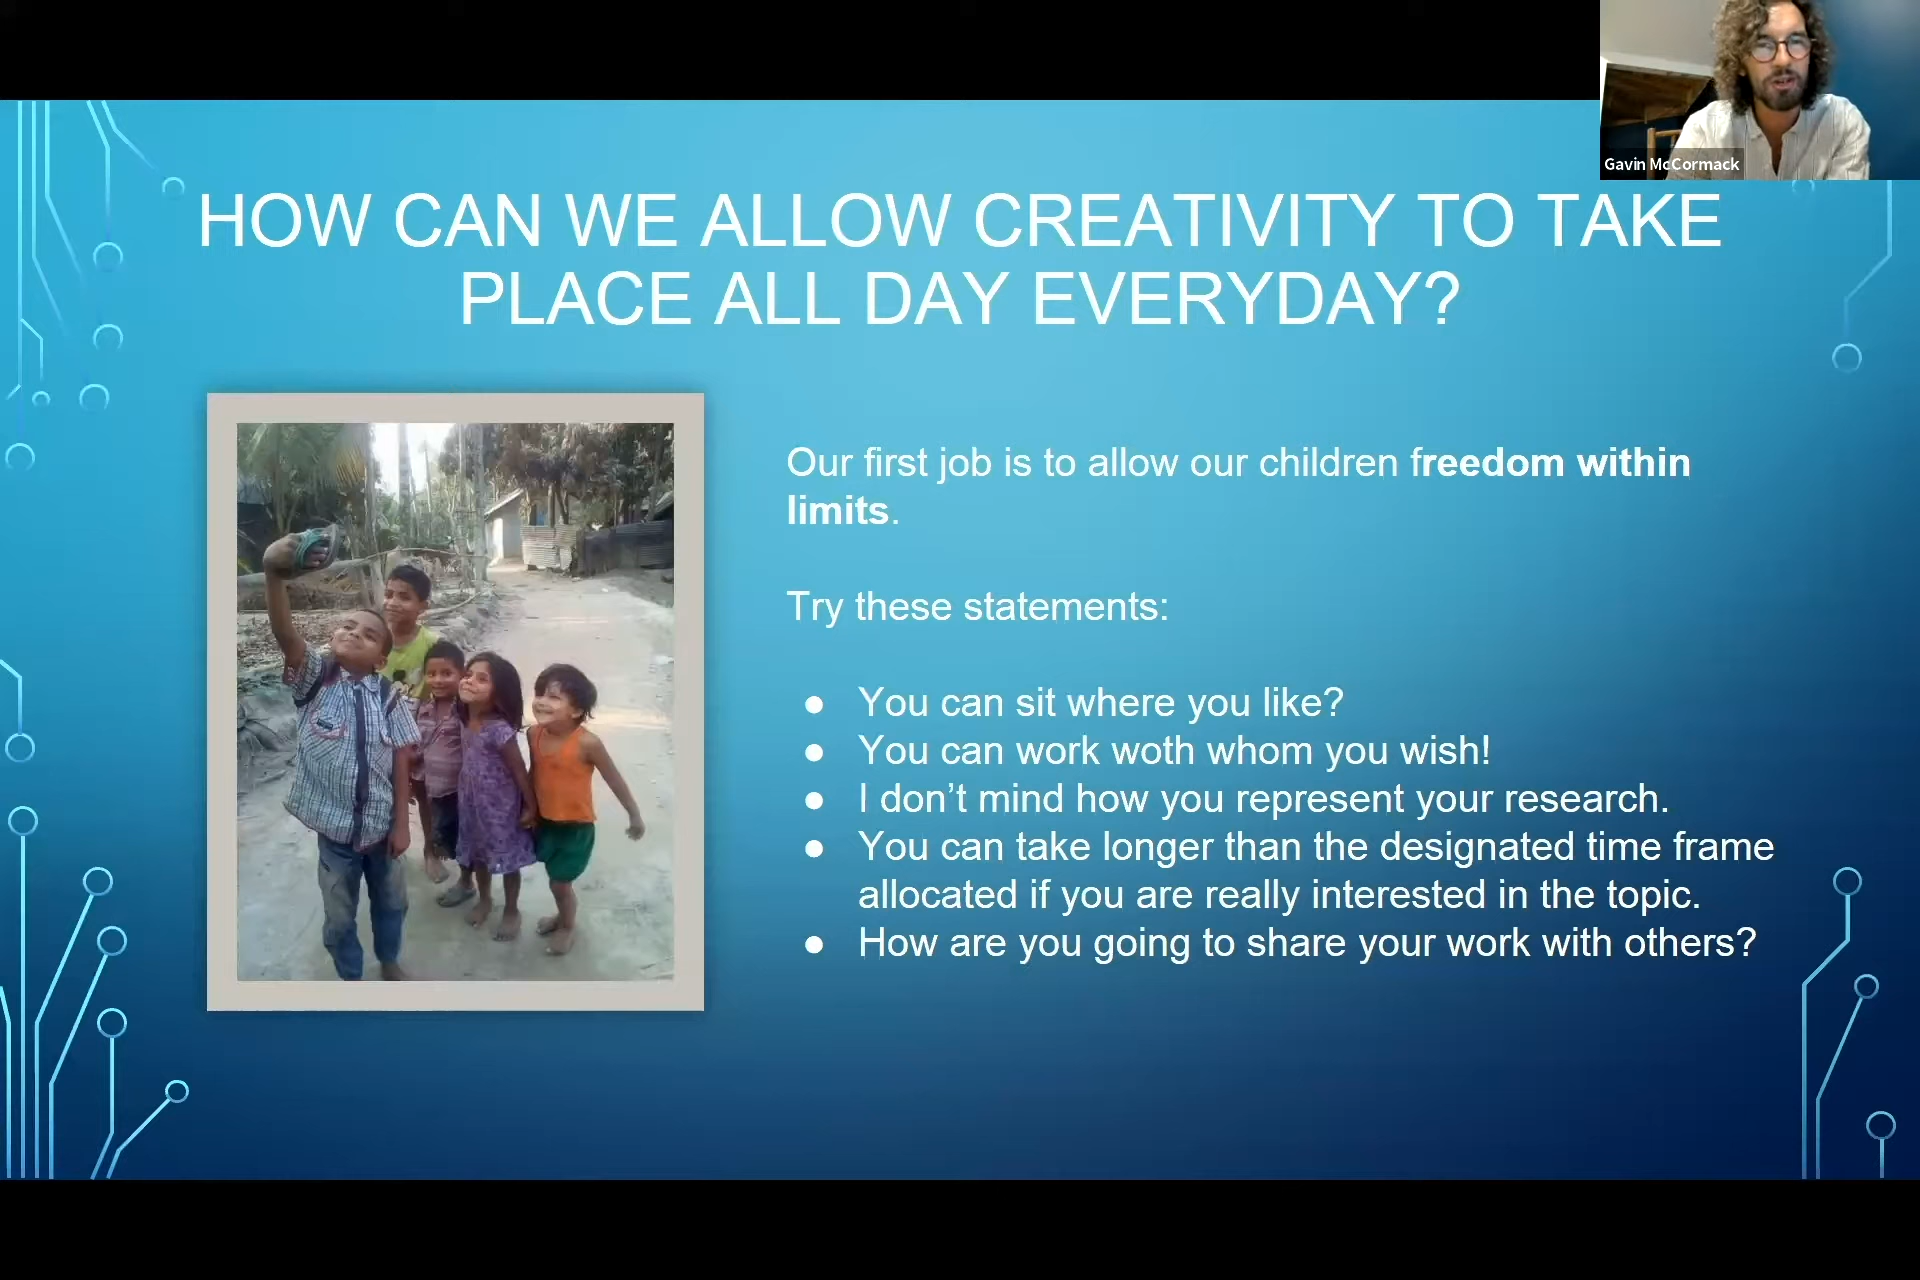 Gavin McCormack
HOW CAN WE ALLOW CREATIVITY TO TAKE
PLACE ALL DAY EVERYDAY?
Our first job is to allow our children freedom within
limits.
Try these statements:
● You can sit where you like?
● You can work woth whom you wish!
● I don’t mind how you represent your research.
● You can take longer than the designated time frame
allocated if you are really interested in the topic.
● How are you going to share your work with others?